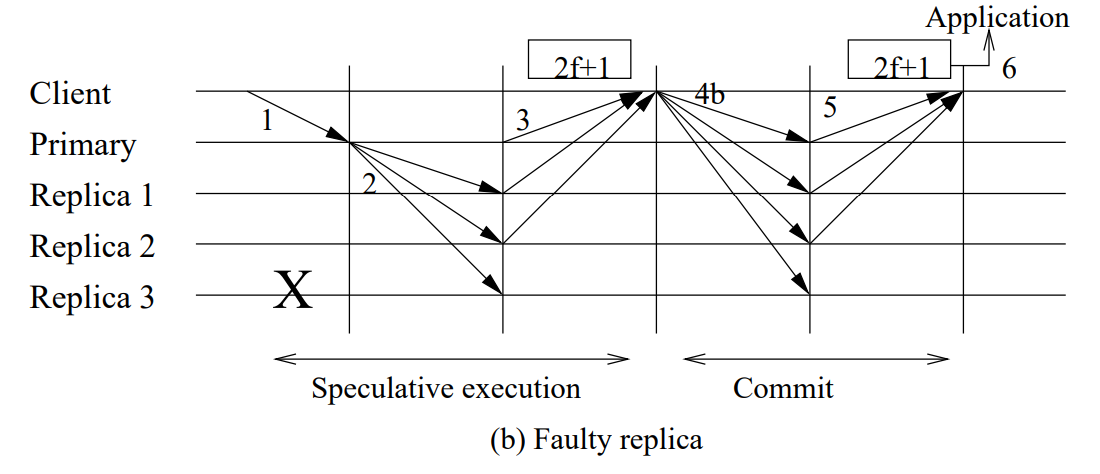 Application
2f+1 2f+1 6
Client 4b
1 3 5
Primary
2
Replica 1
Replica 2
X
Replica 3
Speculative execution Commit
(b) Faulty replica